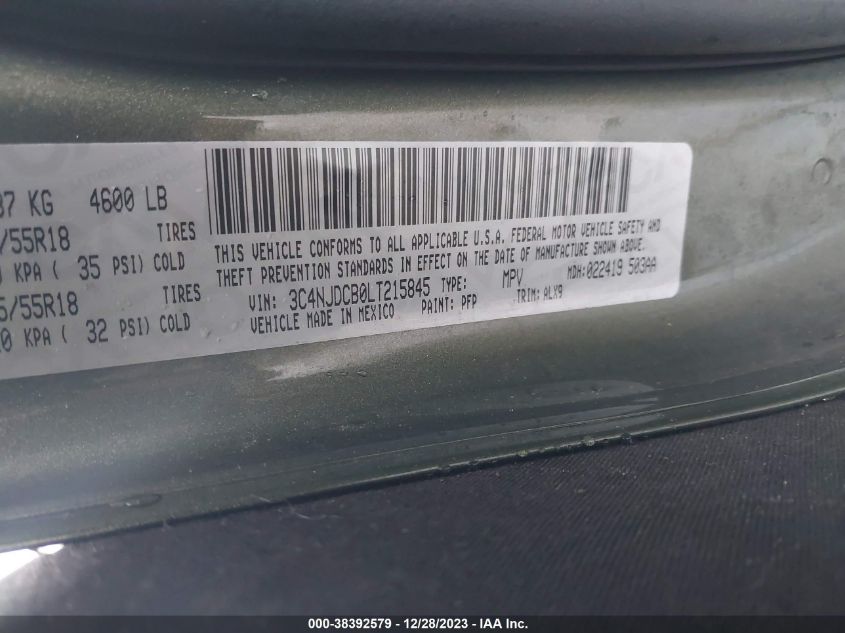 87 KG 4600 LB
/55R18 TIRES
KPA ( 35 PSI) COLD
5/55R18 TIRES
0 KPA ( 32 PSI) COLD
THIS VEHICLE CONFORMS TO ALL APPLICABLE U.S.A. FEDERAL MOTOR VEHICLE SAFETY AND
THEFT PREVENTION STANDARDS IN EFFECT ON THE DATE OF MANUFACTURE SHOWN ABOVE.
VIN: 3C4NJDCB0LT215845 TYPE: MPV MDH:022419 503AA
VEHICLE MADE IN MEXICO PAINT: PFP TRIM: ALX9
000-38392579 - 12/28/2023 - IAAI Inc.